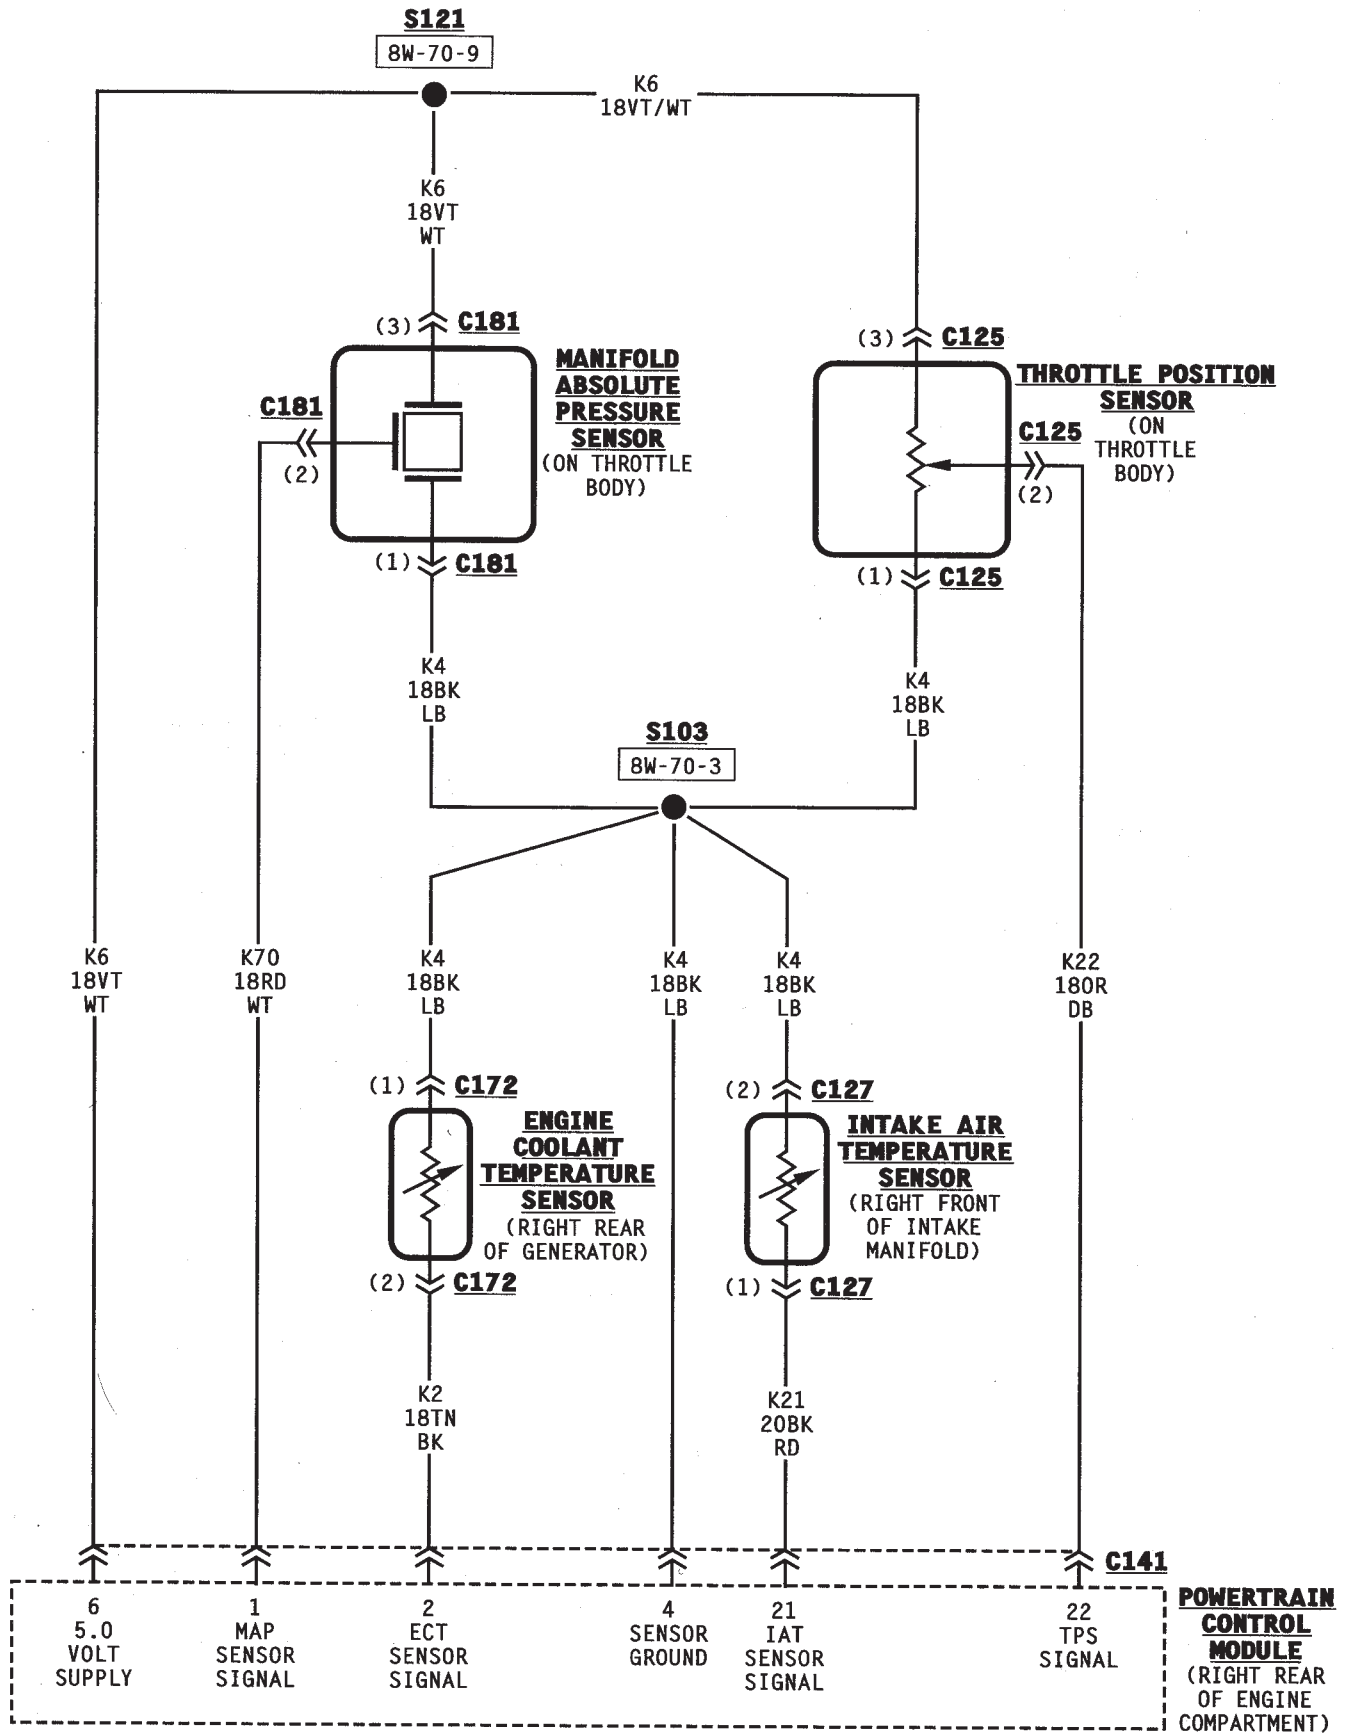 S121
8W-70-9
K6
18VT/WT
K6
18VT
WT
(3) C181
(3) C125
MANIFOLD
ABSOLUTE
PRESSURE
SENSOR
(ON THROTTLE
BODY)
C181
(2)
THROTTLE POSITION
SENSOR
(ON
THROTTLE
BODY)
C125
(2)
(1) C181
(1) C125
K4
18BK
LB
K4
18BK
LB
S103
8W-70-3
K6
18VT
WT
K70
18RD
WT
K4
18BK
LB
K4
18BK
LB
K4
18BK
LB
K22
18OR
DB
(1) C172
(2) C127
ENGINE
COOLANT
TEMPERATURE
SENSOR
(RIGHT REAR
OF GENERATOR)
INTAKE AIR
TEMPERATURE
SENSOR
(RIGHT FRONT
OF INTAKE
MANIFOLD)
(2) C172
(1) C127
K2
18TN
BK
K21
20BK
RD
C141
6
5.0
VOLT
SUPPLY
1
MAP
SENSOR
SIGNAL
2
ECT
SENSOR
SIGNAL
4
SENSOR
GROUND
21
IAT
SENSOR
SIGNAL
22
TPS
SIGNAL
POWERTRAIN
CONTROL
MODULE
(RIGHT REAR
OF ENGINE
COMPARTMENT)